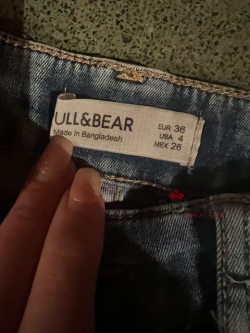 ULL&BEAR
Made in Bangladesh
EUR 36
USA 4
MEX 26